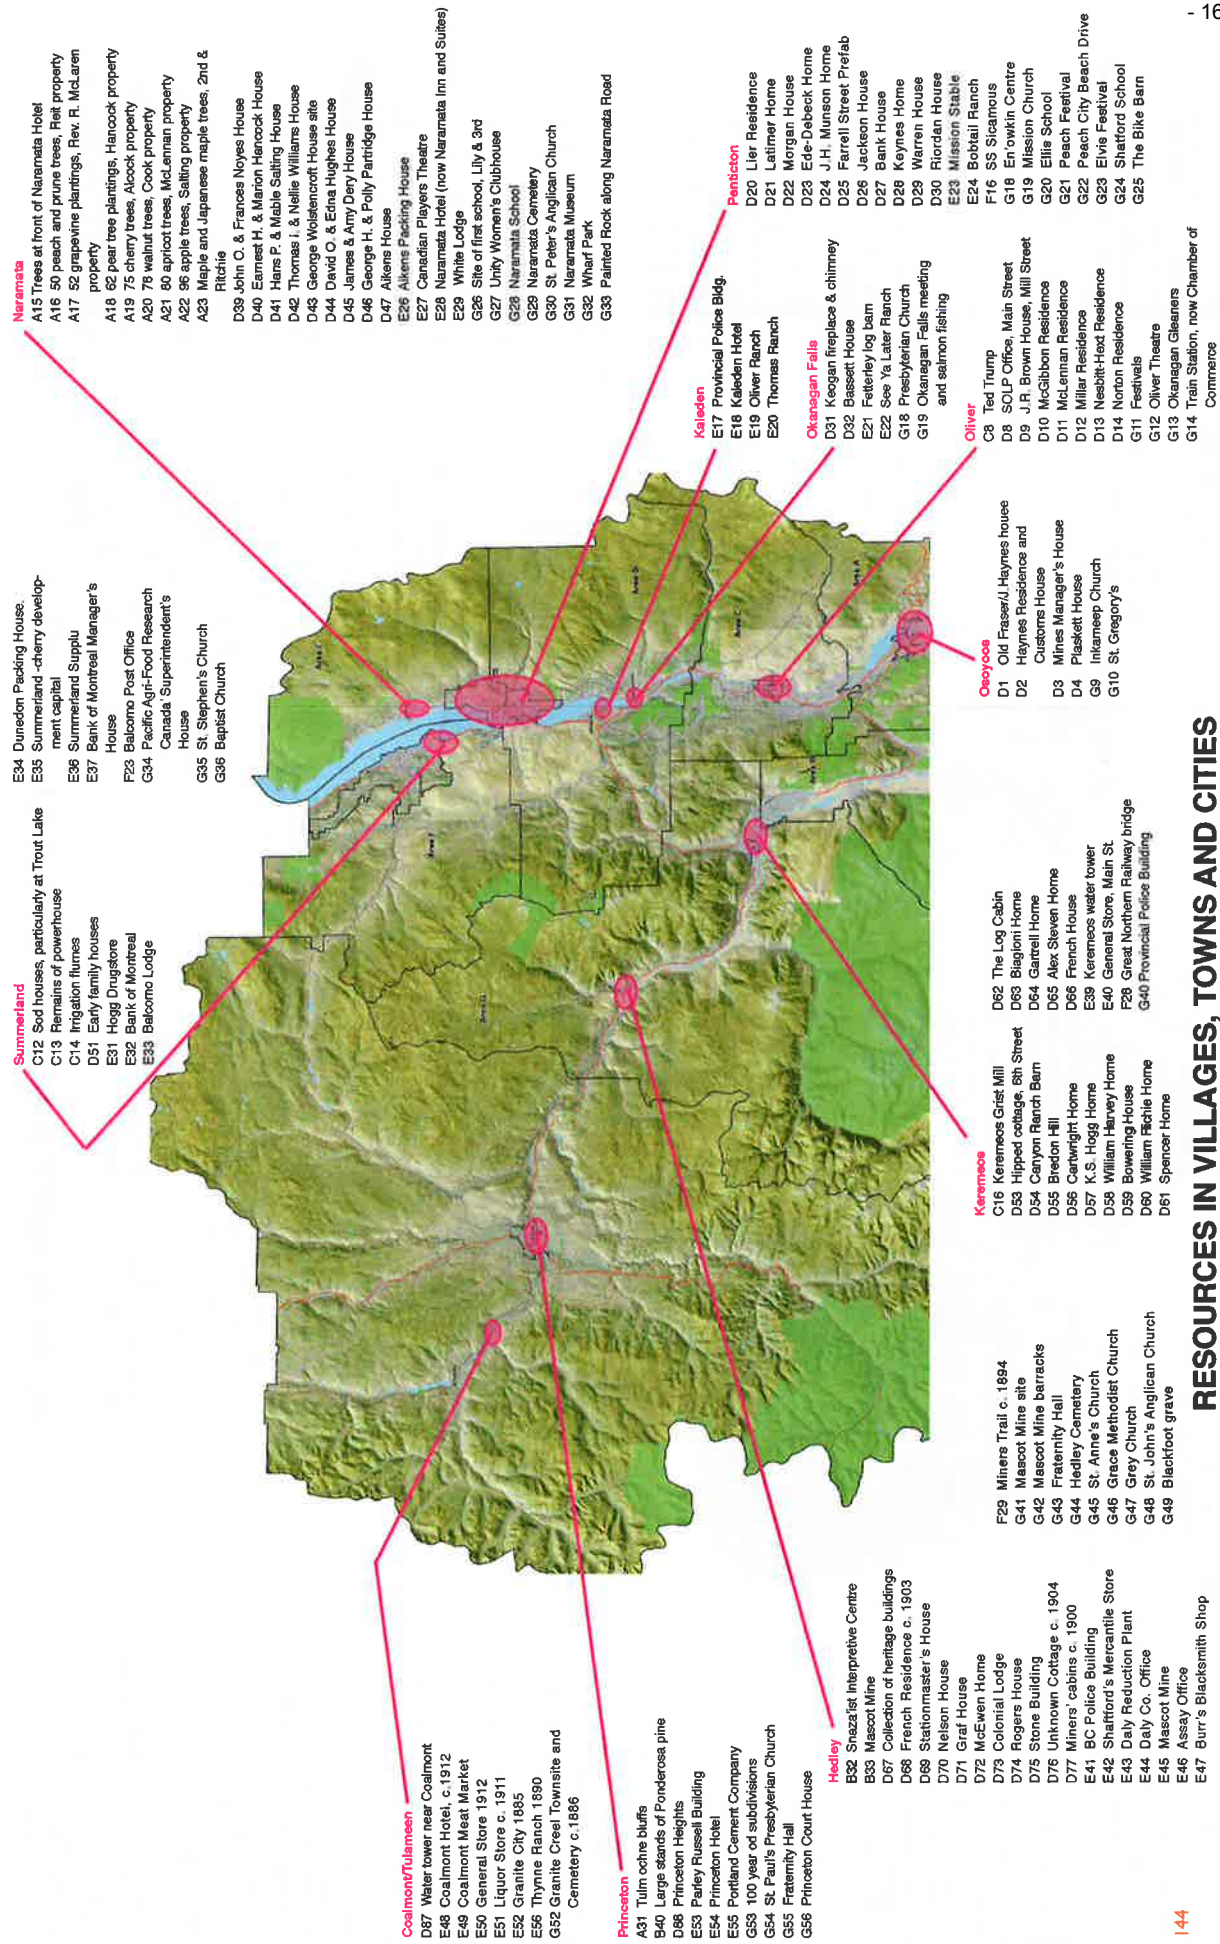 Summerland
C12 Sod houses, particularly at Trout Lake
C13 Remains of powerhouse
C14 Irrigation flumes
D51 Early family houses
E31 Hogg Drugstore
E32 Bank of Montreal
E33 Balcomo Lodge
E34 Dunedon Packing House.
E35 Summerland -cherry develop-
ment capital
E36 Summerland Supplu
E37 Bank of Montreal Manager's
House
F23 Balcomo Post Office
G34 Pacific Agri-Food Research
Canada' Superintendent's
House
G35 St. Stephen's Church
G36 Baptist Church
Naramata
A15 Trees at front of Naramata Hotel
A16 50 peach and prune trees, Reit property
A17 52 grapevine plantings, Rev. R. McLaren
property
A18 62 pear tree plantings, Hancock property
A19 75 cherry trees, Alcock property
A20 78 walnut trees, Cook property
A21 80 apricot trees, McLennan property
A22 96 apple trees, Salting property
A23 Maple and Japanese maple trees, 2nd &
Ritchie
D39 John O. & Frances Noyes House
D40 Earnest H. & Marion Hancock House
D41 Hans P. & Mable Salting House
D42 Thomas I. & Nellie Williams House
D43 George Wolstencroft House site
D44 David O. & Edna Hughes House
D45 James & Amy Dery House
D46 George H. & Polly Partridge House
D47 Aikens House
E26 Aikens Packing House
E27 Canadian Players Theatre
E28 Naramata Hotel (now Naramata Inn and Suites)
E29 White Lodge
G26 Site of first school, Lily & 3rd
G27 Unity Women's Clubhouse
G28 Naramata School
G29 Naramata Cemetery
G30 St. Peter's Anglican Church
G31 Naramata Museum
G32 Wharf Park
G33 Painted Rock along Naramata Road
Penticton
D20 Lier Residence
D21 Latimer Home
D22 Morgan House
D23 Ede-Debeck Home
D24 J.H. Munson Home
D25 Farrell Street Prefab
D26 Jackson House
D27 Bank House
D28 Keynes Home
D29 Warren House
D30 Riordan House
E23 Mission Stable
E24 Bobtail Ranch
F16 SS Sicamous
G18 En'owkin Centre
G19 Mission Church
G20 Ellis School
G21 Peach Festival
G22 Peach City Beach Drive
G23 Elvis Festival
G24 Shatford School
G25 The Bike Barn
Kaleden
E17 Provincial Police Bldg.
E18 Kaleden Hotel
E19 Oliver Ranch
E20 Thomas Ranch
Okanagan Falls
D31 Keogan fireplace & chimney
D32 Bassett House
E21 Fetterley log barn
E22 See Ya Later Ranch
G18 Presbyterian Church
G19 Okanagan Falls meeting
and salmon fishing
Oliver
C8 Ted Trump
D8 SOLP Office, Main Street
D9 J.R. Brown House, Mill Street
D10 McGibbon Residence
D11 McLennan Residence
D12 Millar Residence
D13 Nesbitt-Hext Residence
D14 Norton Residence
G11 Festivals
G12 Oliver Theatre
G13 Okanagan Gleaners
G14 Train Station, now Chamber of
Commerce
Osoyoos
D1 Old Fraser/J.Haynes houee
D2 Haynes Residence and
Customs House
D3 Mines Manager's House
D4 Plaskett House
G9 Inkameep Church
G10 St. Gregory's
Area E
Area D
Area C
Area A
Area F
Area H
Keremeos
C16 Keremeos Grist Mill
D53 Hipped cottage, 6th Street
D54 Canyon Ranch Barn
D55 Bredon Hill
D56 Cartwright Home
D57 K.S. Hogg Home
D58 William Harvey Home
D59 Bowering House
D60 William Richie Home
D61 Spencer Home
D62 The Log Cabin
D63 Biagioni Home
D64 Gartrell Home
D65 Alex Steven Home
D66 French House
E39 Keremeos water tower
E40 General Store, Main St.
F28 Great Northern Railway bridge
G40 Provincial Police Building
Coalmont/Tulameen
D87 Water tower near Coalmont
E48 Coalmont Hotel, c.1912
E49 Coalmont Meat Market
E50 General Store 1912
E51 Liquor Store c. 1911
E52 Granite City 1885
E56 Thynne Ranch 1890
G52 Granite Creel Townsite and
Cemetery c.1886
Princeton
A31 Tulm ochre bluffs
B40 Large stands of Ponderosa pine
D88 Princeton Heights
E53 Parley Russell Building
E54 Princeton Hotel
E55 Portland Cement Company
G53 100 year od subdivisions
G54 St Paul's Presbyterian Church
G55 Fraternity Hall
G56 Princeton Court House
Hedley
B32 Snaza'ist Interpretive Centre
B33 Mascot Mine
D67 Collection of heritage buildings
D68 French Residence c. 1903
D69 Stationmaster's House
D70 Nelson House
D71 Graf House
D72 McEwen Home
D73 Colonial Lodge
D74 Rogers House
D75 Stone Building
D76 Unknown Cottage c. 1904
D77 Miners' cabins c. 1900
E41 BC Police Building
E42 Shaftford's Mercantile Store
E43 Daly Reduction Plant
E44 Daly Co. Office
E45 Mascot Mine
E46 Assay Office
E47 Burr's Blacksmith Shop
F29 Miners Trail c. 1894
G41 Mascot Mine site
G42 Mascot Mine barracks
G43 Fraternity Hall
G44 Hedley Cemetery
G45 St. Anne's Church
G46 Grace Methodist Church
G47 Grey Church
G48 St. John's Anglican Church
G49 Blackfoot grave
RESOURCES IN VILLAGES, TOWNS AND CITIES
144
- 16